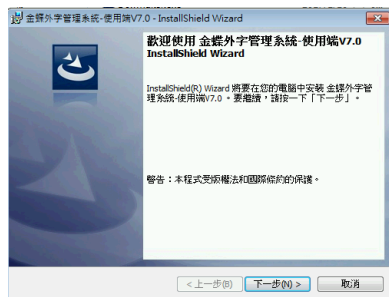 金蝶外字管理系統-使用端V7.0 - InstallShield Wizard
歡迎使用 金蝶外字管理系統-使用端V7.0
InstallShield Wizard
InstallShield(R) Wizard 將要在您的電腦中安裝 金蝶外字管
理系統-使用端V7.0。要繼續，請按一下「下一步」。
警告：本程式受版權法和國際條約的保護。
< 上一步(B) 下一步(N) > 取消